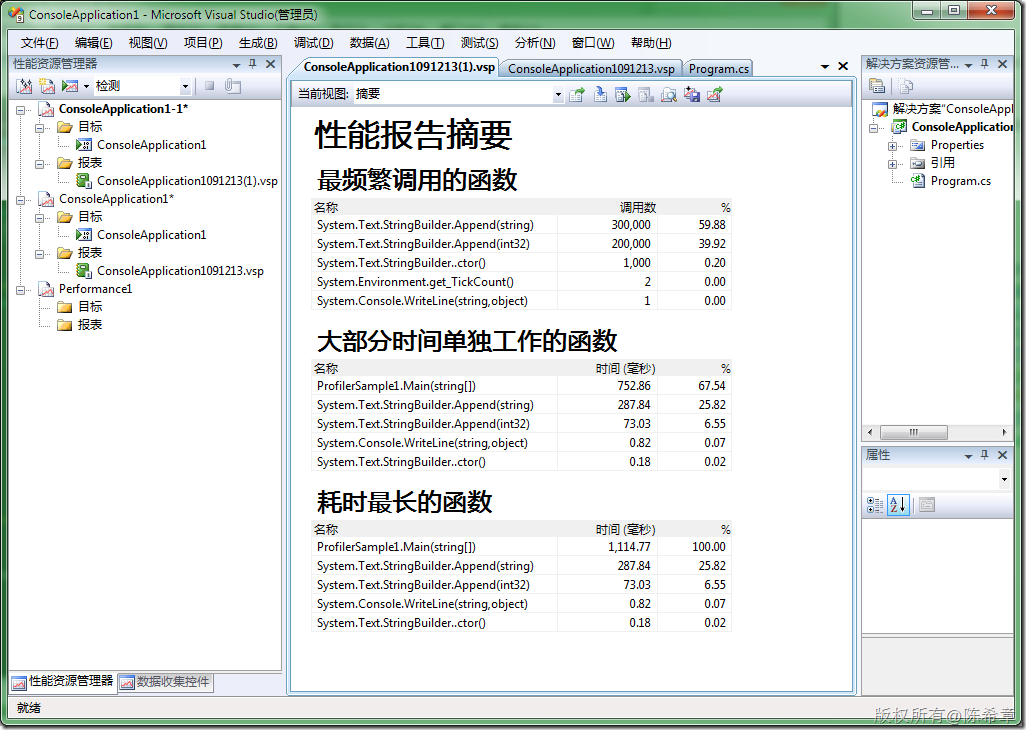 ConsoleApplication1 - Microsoft Visual Studio(管理员)
文件(F) 编辑(E) 视图(V) 项目(P) 生成(B) 调试(D) 数据(A) 工具(T) 测试(S) 分析(N) 窗口(W) 帮助(H)
性能资源管理器
检测
ConsoleApplication1-1*
目标
ConsoleApplication1
报表
ConsoleApplication1091213(1).vsp
ConsoleApplication1*
目标
ConsoleApplication1
报表
ConsoleApplication1091213.vsp
Performance1
目标
报表
性能资源管理器 数据收集控件
ConsoleApplication1091213(1).vsp ConsoleApplication1091213.vsp Program.cs
当前视图: 摘要
性能报告摘要
最频繁调用的函数
名称 调用数 %
System.Text.StringBuilder.Append(string) 300,000 59.88
System.Text.StringBuilder.Append(int32) 200,000 39.92
System.Text.StringBuilder..ctor() 1,000 0.20
System.Environment.get_TickCount() 2 0.00
System.Console.WriteLine(string,object) 1 0.00
大部分时间单独工作的函数
名称 时间 (毫秒) %
ProfilerSample1.Main(string[]) 752.86 67.54
System.Text.StringBuilder.Append(string) 287.84 25.82
System.Text.StringBuilder.Append(int32) 73.03 6.55
System.Console.WriteLine(string,object) 0.82 0.07
System.Text.StringBuilder..ctor() 0.18 0.02
耗时最长的函数
名称 时间 (毫秒) %
ProfilerSample1.Main(string[]) 1,114.77 100.00
System.Text.StringBuilder.Append(string) 287.84 25.82
System.Text.StringBuilder.Append(int32) 73.03 6.55
System.Console.WriteLine(string,object) 0.82 0.07
System.Text.StringBuilder..ctor() 0.18 0.02
解决方案资源管...
解决方案"ConsoleAppl
ConsoleApplication
Properties
引用
Program.cs
属性
就绪
版权所有@陈希章